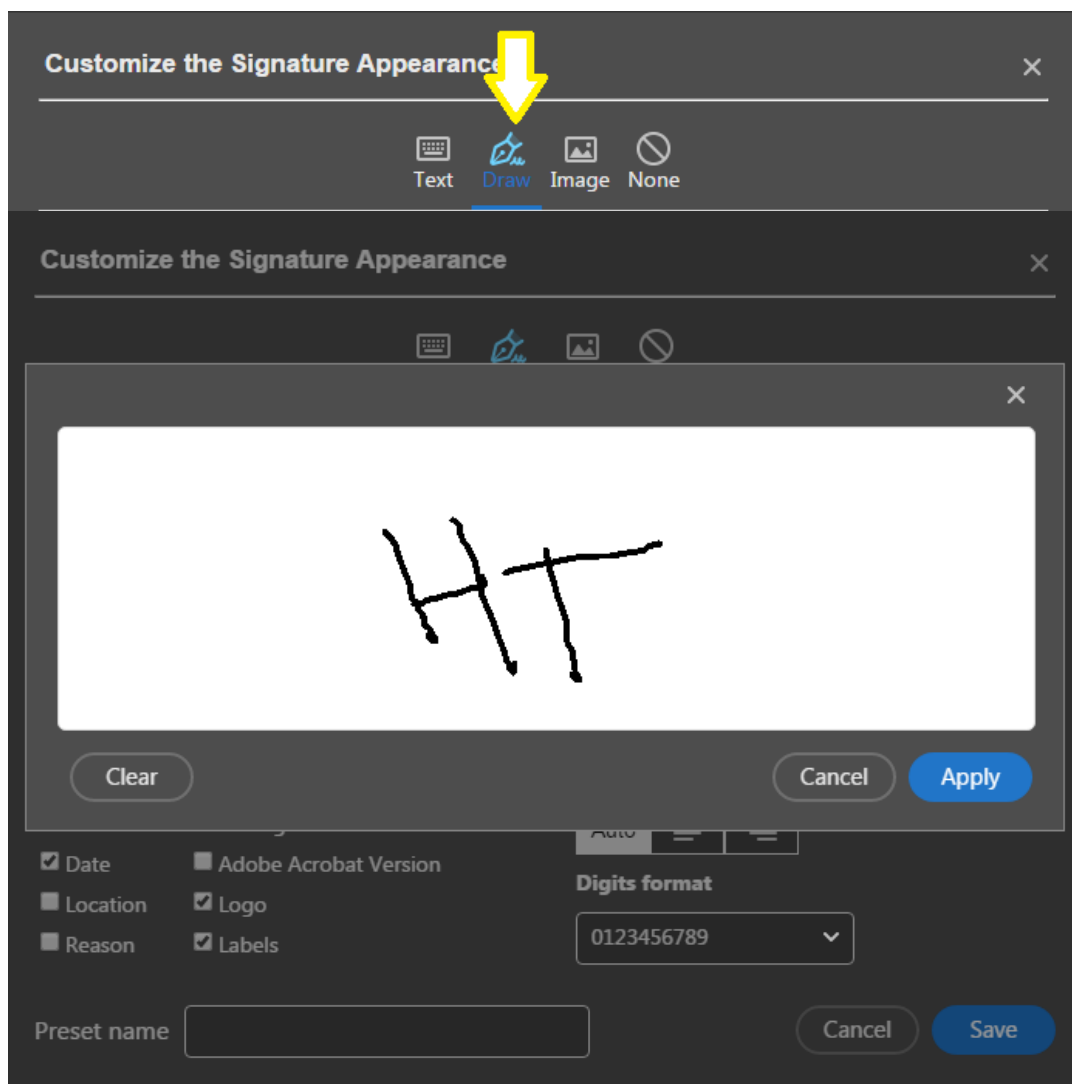 Customize the Signature Appearance
Text Draw Image None
Customize the Signature Appearance
HT
Clear Cancel Apply
Auto
Date Adobe Acrobat Version
Digits format
Location Logo
0123456789
Reason Labels
Preset name Cancel Save